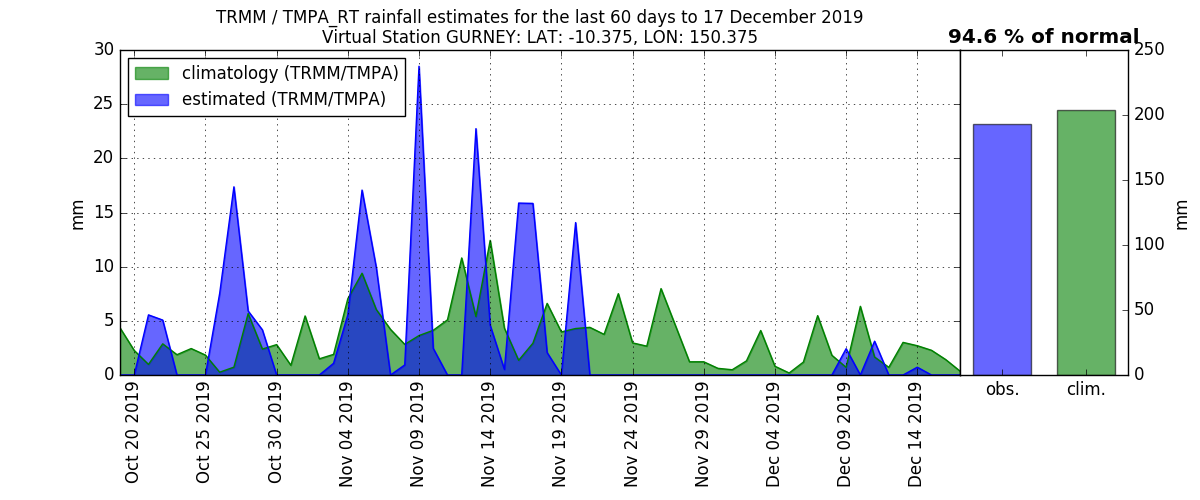 TRMM / TMPA_RT rainfall estimates for the last 60 days to 17 December 2019
Virtual Station GURNEY: LAT: -10.375, LON: 150.375
94.6 % of normal
climatology (TRMM/TMPA)
estimated (TRMM/TMPA)
30
25
20
15
10
5
0
mm
Oct 20 2019
Oct 25 2019
Oct 30 2019
Nov 04 2019
Nov 09 2019
Nov 14 2019
Nov 19 2019
Nov 24 2019
Nov 29 2019
Dec 04 2019
Dec 09 2019
Dec 14 2019
obs.
clim.
250
200
150
100
50
0
mm